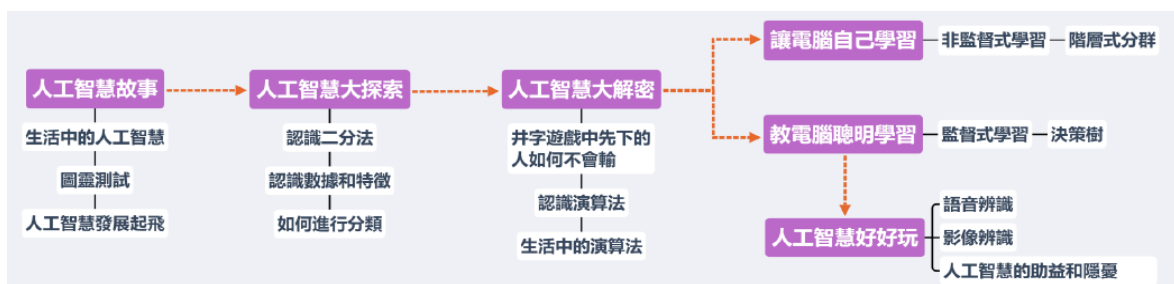 人工智慧故事
生活中的人工智慧
圖靈測試
人工智慧發展起飛
人工智慧大探索
認識二分法
認識數據和特徵
如何進行分類
人工智慧大解密
井字遊戲中先下的
人如何不會輸
認識演算法
生活中的演算法
讓電腦自己學習
非監督式學習
階層式分群
教電腦聰明學習
監督式學習
決策樹
人工智慧好好玩
語音辨識
影像辨識
人工智慧的助益和隱憂